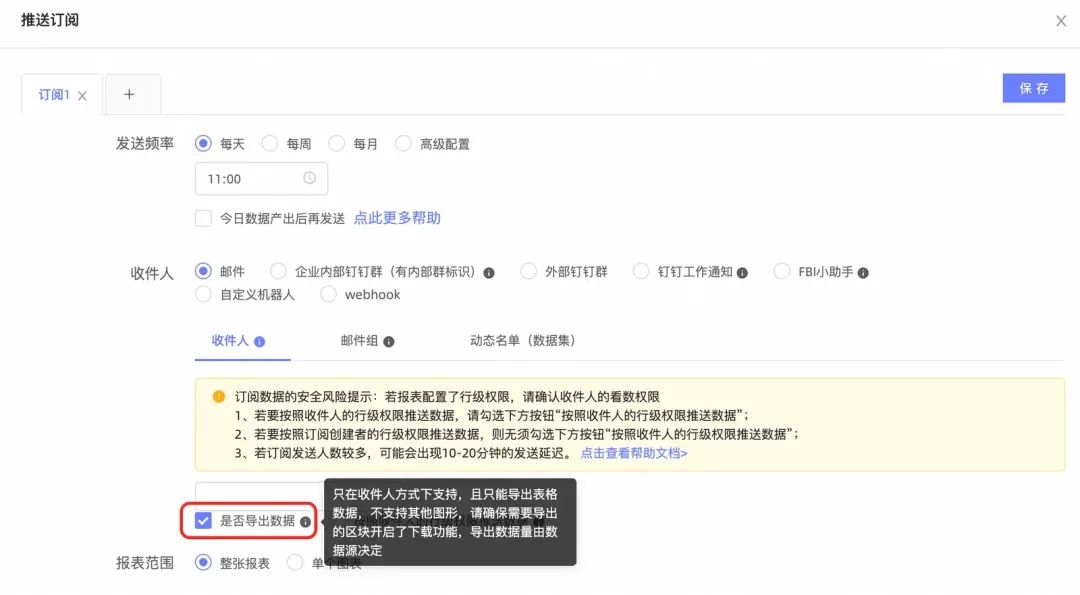 推送订阅
订阅1
保存
发送频率 每天 每周 每月 高级配置
11:00
今日数据产出后再发送 点此更多帮助
收件人 邮件 企业内部钉钉群（有内部群标识） 外部钉钉群 钉钉工作通知 FBI小助手
自定义机器人 webhook
收件人 邮件组 动态名单（数据集）
订阅数据的安全风险提示：若报表配置了行级权限，请确认收件人的看数权限
1、若要按照收件人的行级权限推送数据，请勾选下方按钮“按照收件人的行级权限推送数据”；
2、若要按照订阅创建者的行级权限推送数据，则无须勾选下方按钮“按照收件人的行级权限推送数据”；
3、若订阅发送人数较多，可能会出现10-20分钟的发送延迟。 点击查看帮助文档>
只在收件人方式下支持，且只能导出表格
数据，不支持其他图形，请确保需要导出
的区块开启了下载功能，导出数据量由数
据源决定
是否导出数据
报表范围 整张报表 单个图表